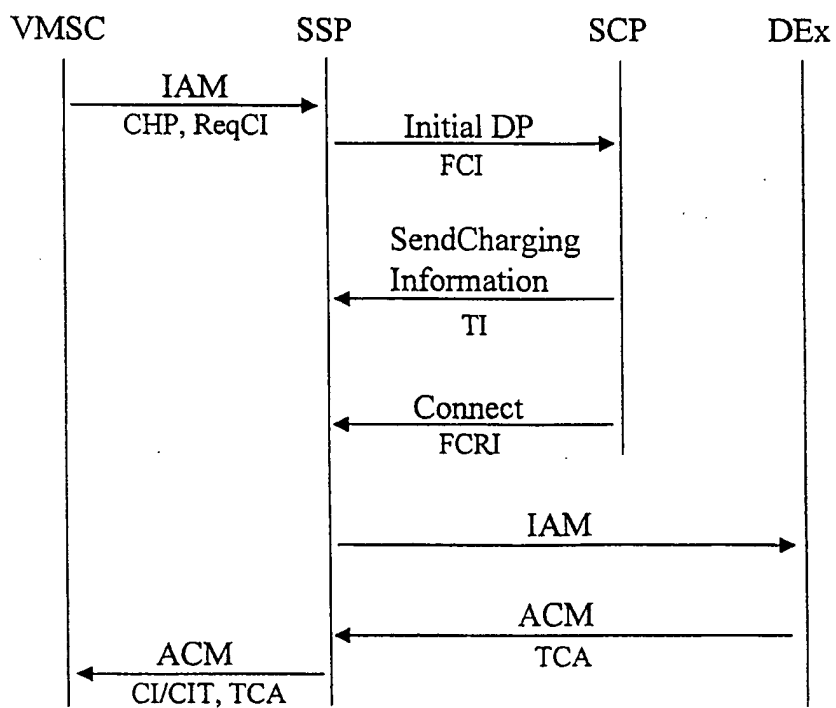 VMSC SSP SCP DEx
IAM
CHP, ReqCI
Initial DP
FCI
SendCharging
Information
TI
Connect
FCRI
IAM
ACM
TCA
ACM
CI/CIT, TCA